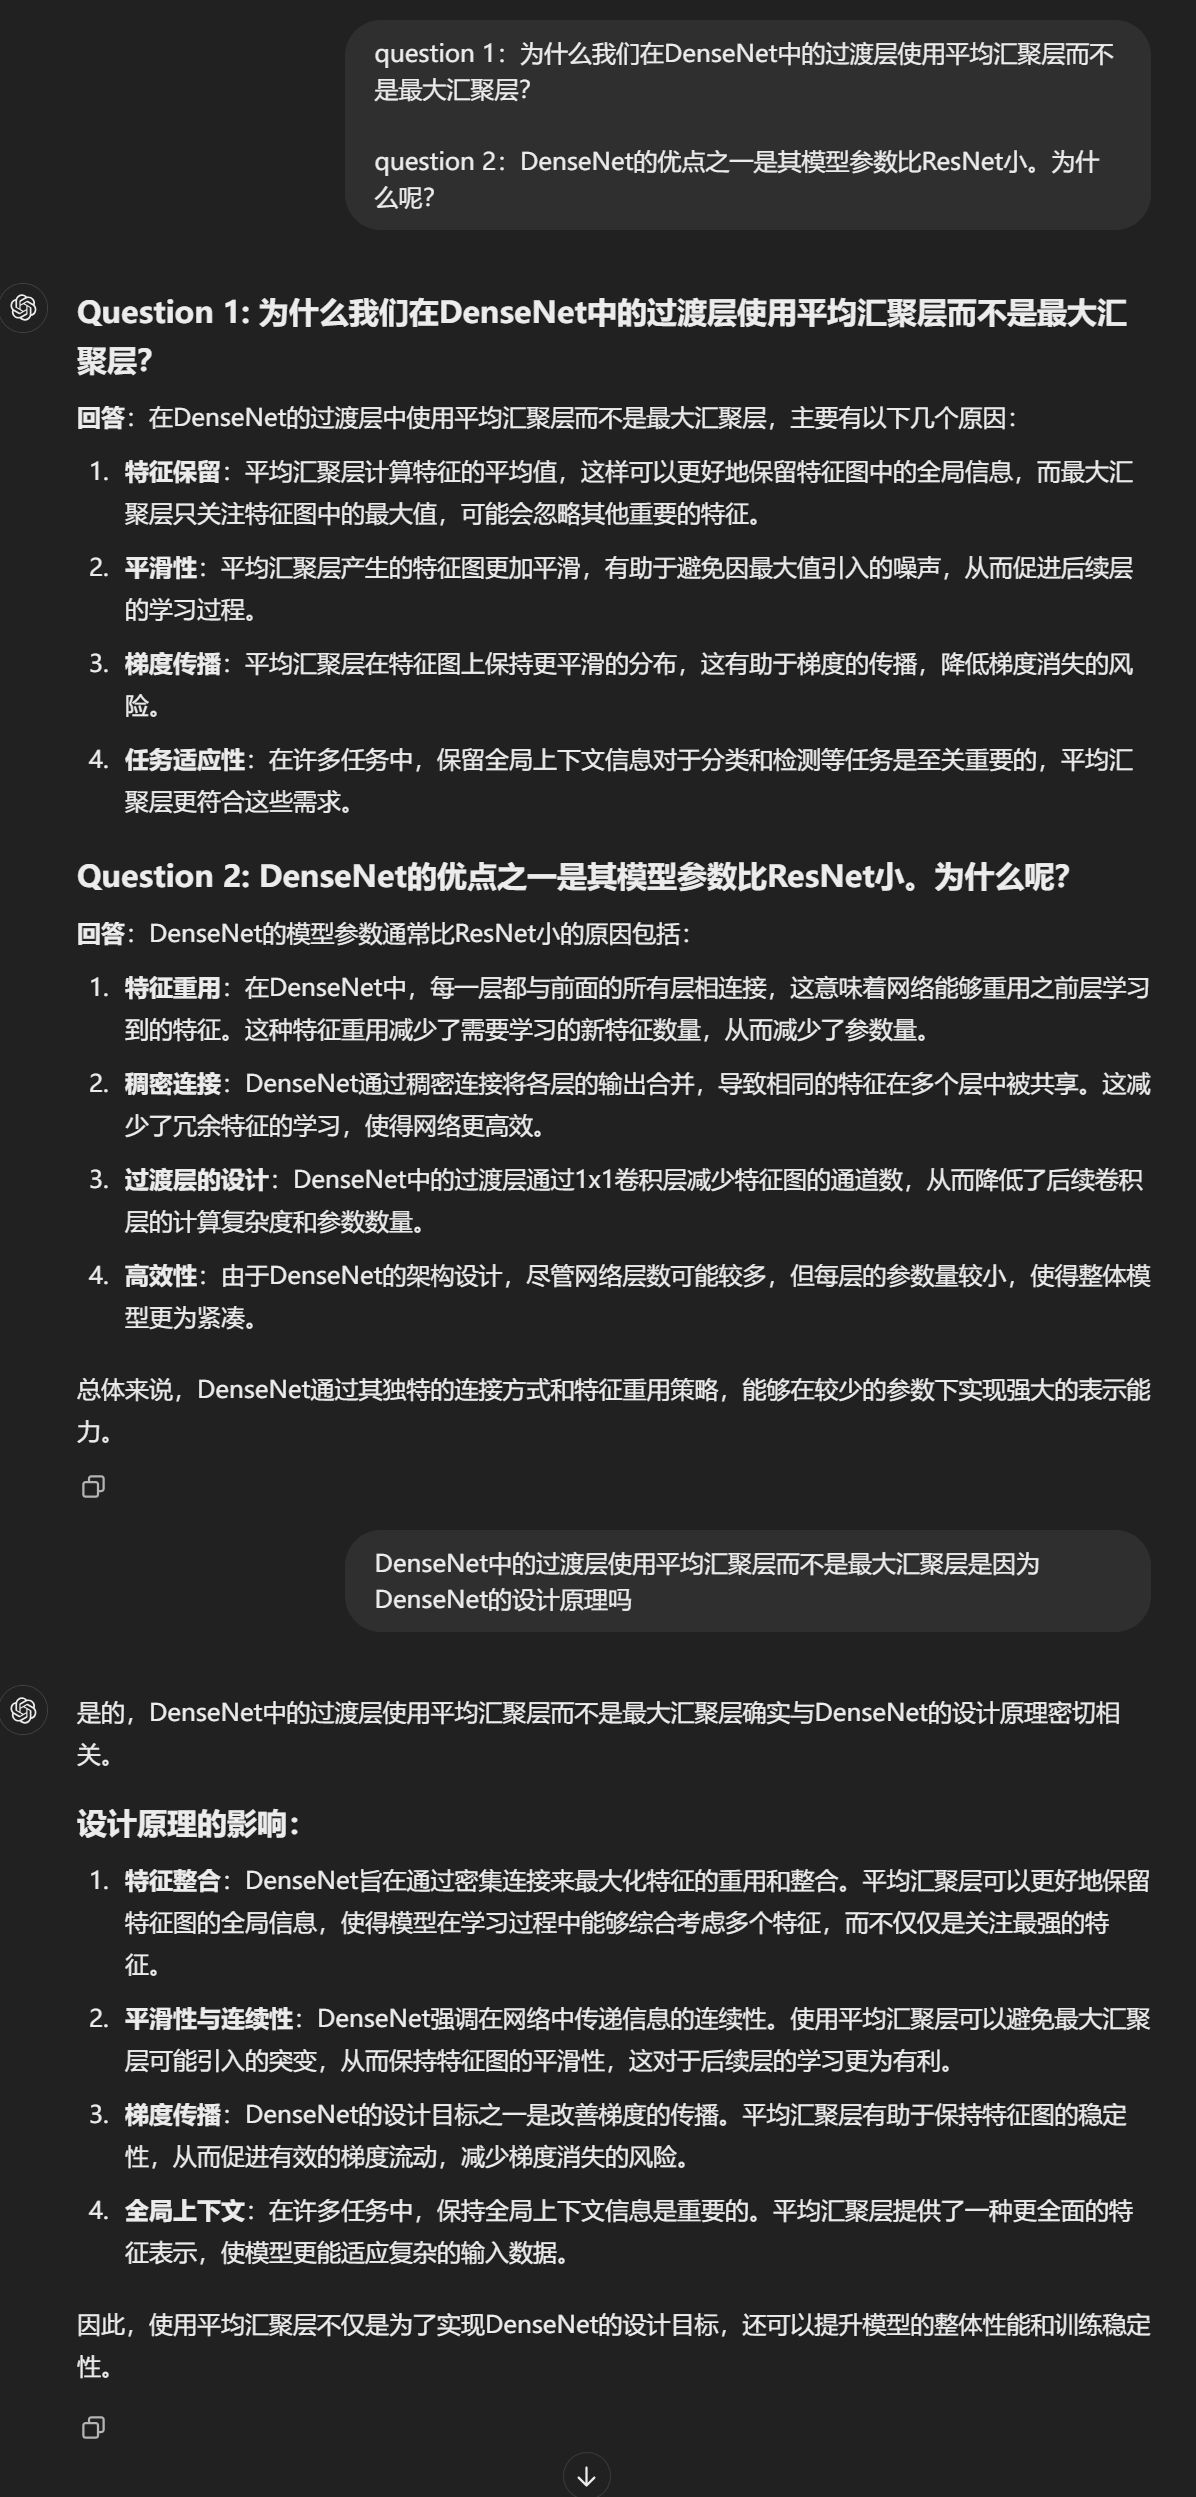 question 1：为什么我们在DenseNet中的过渡层使用平均汇聚层而不
是最大汇聚层？
question 2：DenseNet的优点之一是其模型参数比ResNet小。为什
么呢？
Question 1: 为什么我们在DenseNet中的过渡层使用平均汇聚层而不是最大汇
聚层？
回答：在DenseNet的过渡层中使用平均汇聚层而不是最大汇聚层，主要有以下几个原因：
1. 特征保留：平均汇聚层计算特征的平均值，这样可以更好地保留特征图中的全局信息，而最大汇
聚层只关注特征图中的最大值，可能会忽略其他重要的特征。
2. 平滑性：平均汇聚层产生的特征图更加平滑，有助于避免因最大值引入的噪声，从而促进后续层
的学习过程。
3. 梯度传播：平均汇聚层在特征图上保持更平滑的分布，这有助于梯度的传播，降低梯度消失的风
险。
4. 任务适应性：在许多任务中，保留全局上下文信息对于分类和检测等任务是至关重要的，平均汇
聚层更符合这些需求。
Question 2: DenseNet的优点之一是其模型参数比ResNet小。为什么呢？
回答：DenseNet的模型参数通常比ResNet小的原因包括：
1. 特征重用：在DenseNet中，每一层都与前面的所有层相连接，这意味着网络能够重用之前层学习
到的特征。这种特征重用减少了需要学习的新特征数量，从而减少了参数量。
2. 稠密连接：DenseNet通过稠密连接将各层的输出合并，导致相同的特征在多个层中被共享。这减
少了冗余特征的学习，使得网络更高效。
3. 过渡层的设计：DenseNet中的过渡层通过1x1卷积层减少特征图的通道数，从而降低了后续卷积
层的计算复杂度和参数数量。
4. 高效性：由于DenseNet的架构设计，尽管网络层数可能较多，但每层的参数量较小，使得整体模
型更为紧凑。
总体来说，DenseNet通过其独特的连接方式和特征重用策略，能够在较少的参数下实现强大的表示能
力。
DenseNet中的过渡层使用平均汇聚层而不是最大汇聚层是因为
DenseNet的设计原理吗
是的，DenseNet中的过渡层使用平均汇聚层而不是最大汇聚层确实与DenseNet的设计原理密切相
关。
设计原理的影响：
1. 特征整合：DenseNet旨在通过密集连接来最大化特征的重用和整合。平均汇聚层可以更好地保留
特征图的全局信息，使得模型在学习过程中能够综合考虑多个特征，而不仅仅是关注最强的特
征。
2. 平滑性与连续性：DenseNet强调在网络中传递信息的连续性。使用平均汇聚层可以避免最大汇聚
层可能引入的突变，从而保持特征图的平滑性，这对于后续层的学习更为有利。
3. 梯度传播：DenseNet的设计目标之一是改善梯度的传播。平均汇聚层有助于保持特征图的稳定
性，从而促进有效的梯度流动，减少梯度消失的风险。
4. 全局上下文：在许多任务中，保持全局上下文信息是重要的。平均汇聚层提供了一种更全面的特
征表示，使模型更能适应复杂的输入数据。
因此，使用平均汇聚层不仅是为了实现DenseNet的设计目标，还可以提升模型的整体性能和训练稳定
性。